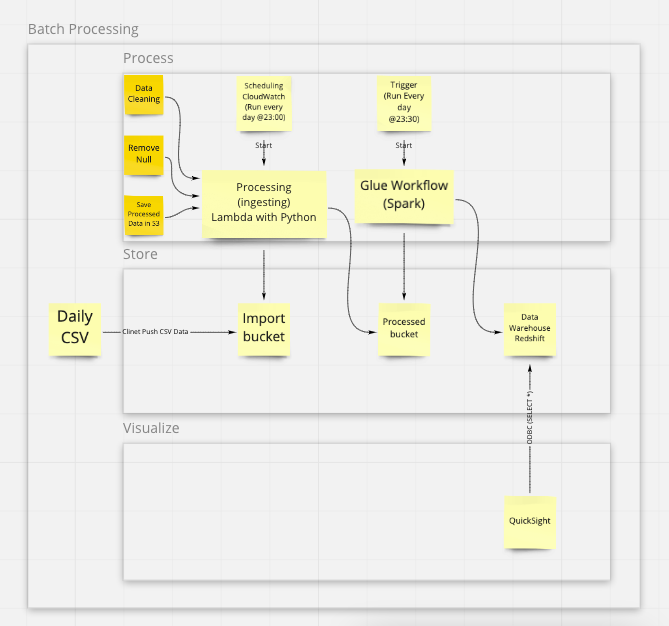 Batch Processing
Process
Data
Cleaning
Remove
Null
Save
Processed
Data in S3
Scheduling
CloudWatch
(Run every
day @23:00)
Start
Processing
(ingesting)
Lambda with Python
Trigger
(Run Every
day
@23:30)
Start
Glue Workflow
(Spark)
Store
Daily
CSV
Clinet Push CSV Data
Import
bucket
Processed
bucket
Data
Warehouse
Redshift
ODBC (SELECT *)
Visualize
QuickSight